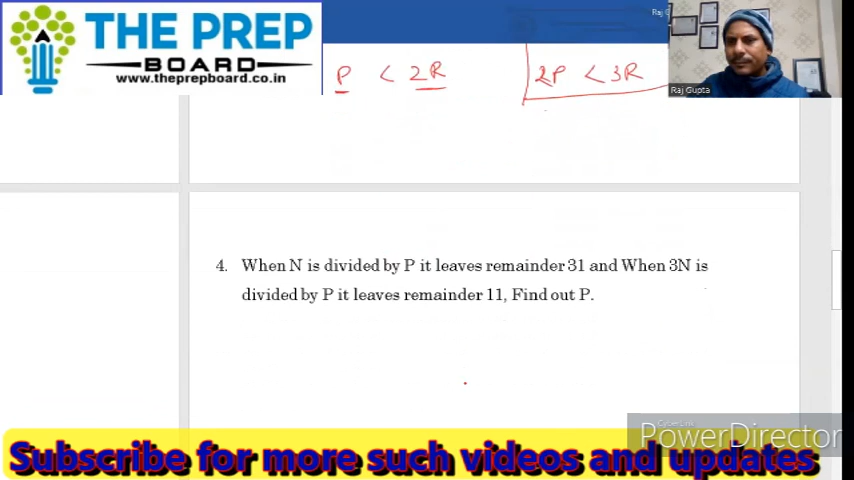 THE PREP
BOARD
www.theprepboard.co.in
Raj G
P < 2R
2P < 3R
Raj Gupta
4. When N is divided by P it leaves remainder 31 and When 3N is
divided by P it leaves remainder 11, Find out P.
CyberLink
PowerDirector
Subscribe for more such videos and updates